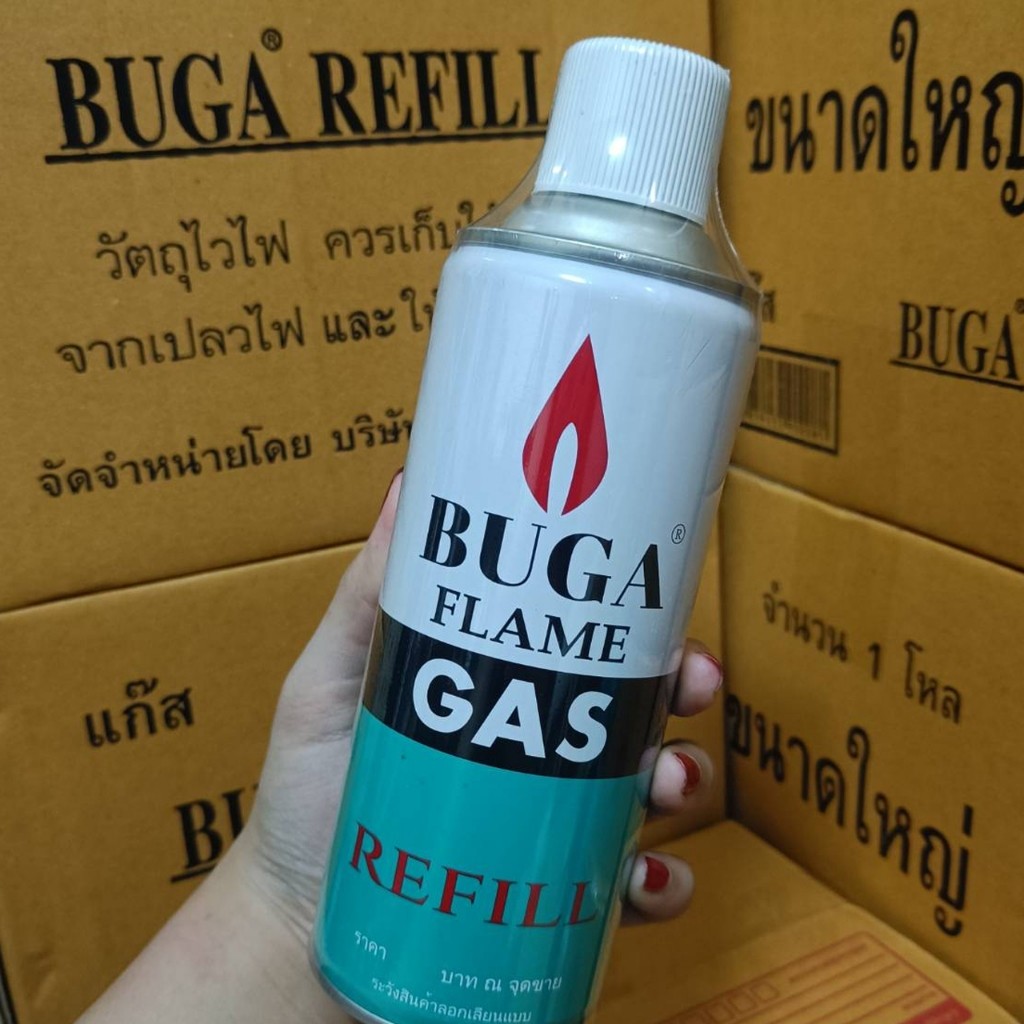 BUGA® REFILL
วัตถุไวไฟ ควรเก็บ
จากเปลวไฟ และ
จัดจำหน่ายโดย บริษัท
แก๊ส
ขนาดใหญ่
BUGA
จำนวน 1 โหล
ขนาดใหญ่
BUGA®
FLAME
GAS
REFILL
ราคา บาท ณ จุดขาย
ระวังสินค้าลอกเลียนแบบ